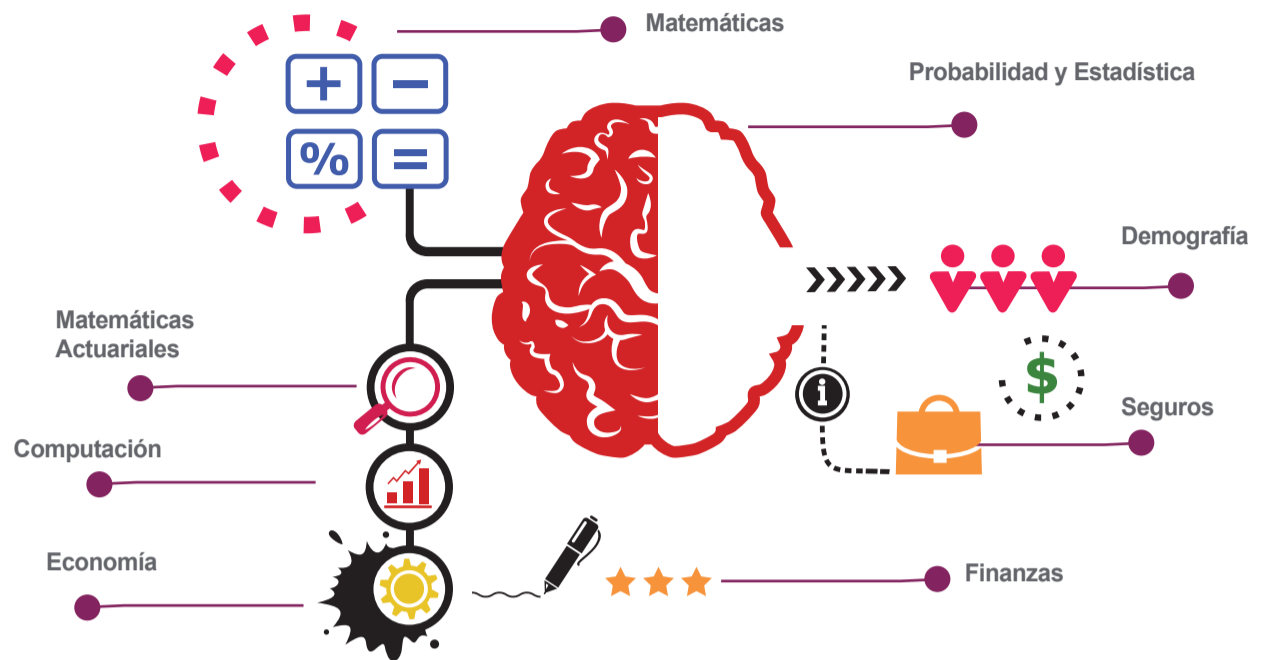 Matemáticas
Probabilidad y Estadística
+ −
% =
Demografía
Matemáticas
Actuariales
$
i
Seguros
Computación
Economía
Finanzas